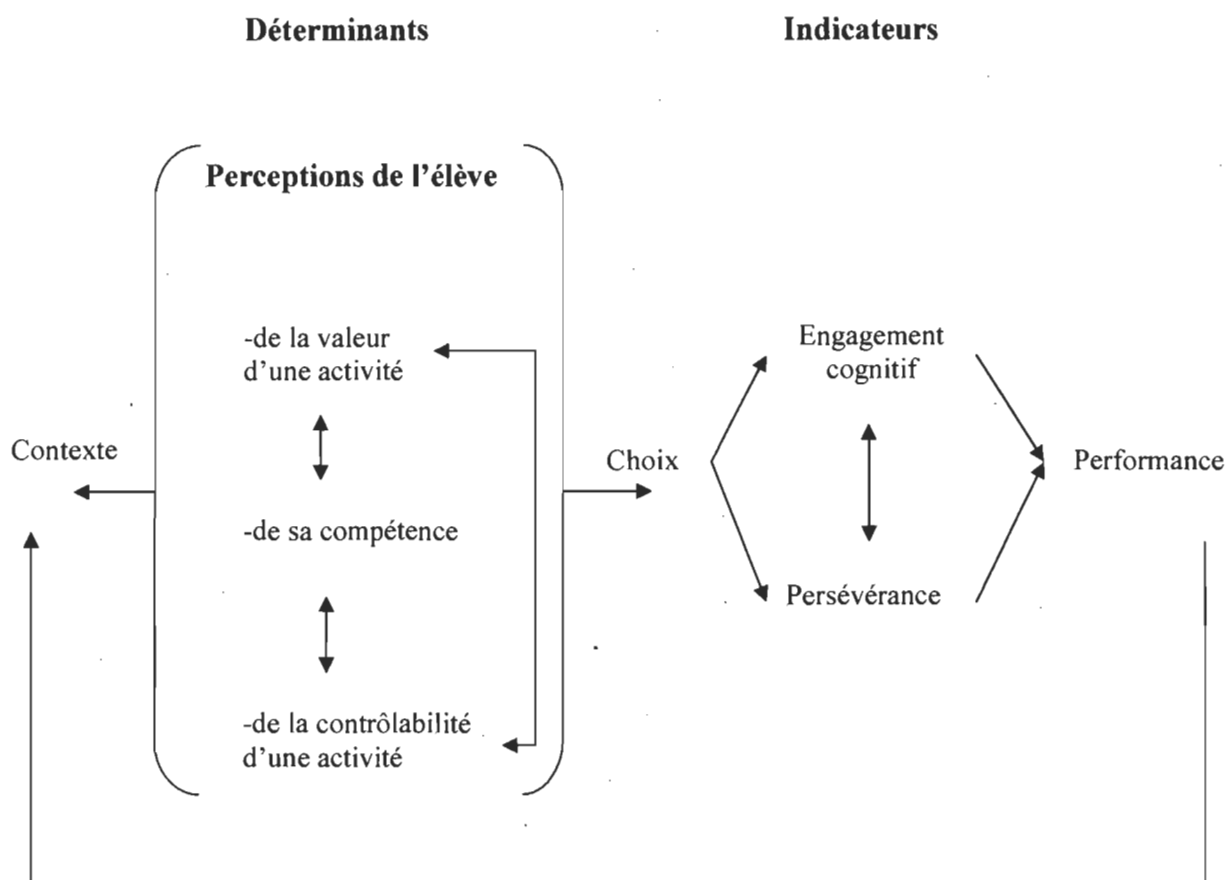 Déterminants
Indicateurs
Perceptions de l'élève
-de la valeur
d'une activité
Engagement
cognitif
Contexte
Choix
Performance
-de sa compétence
Persévérance
-de la contrôlabilité
d'une activité